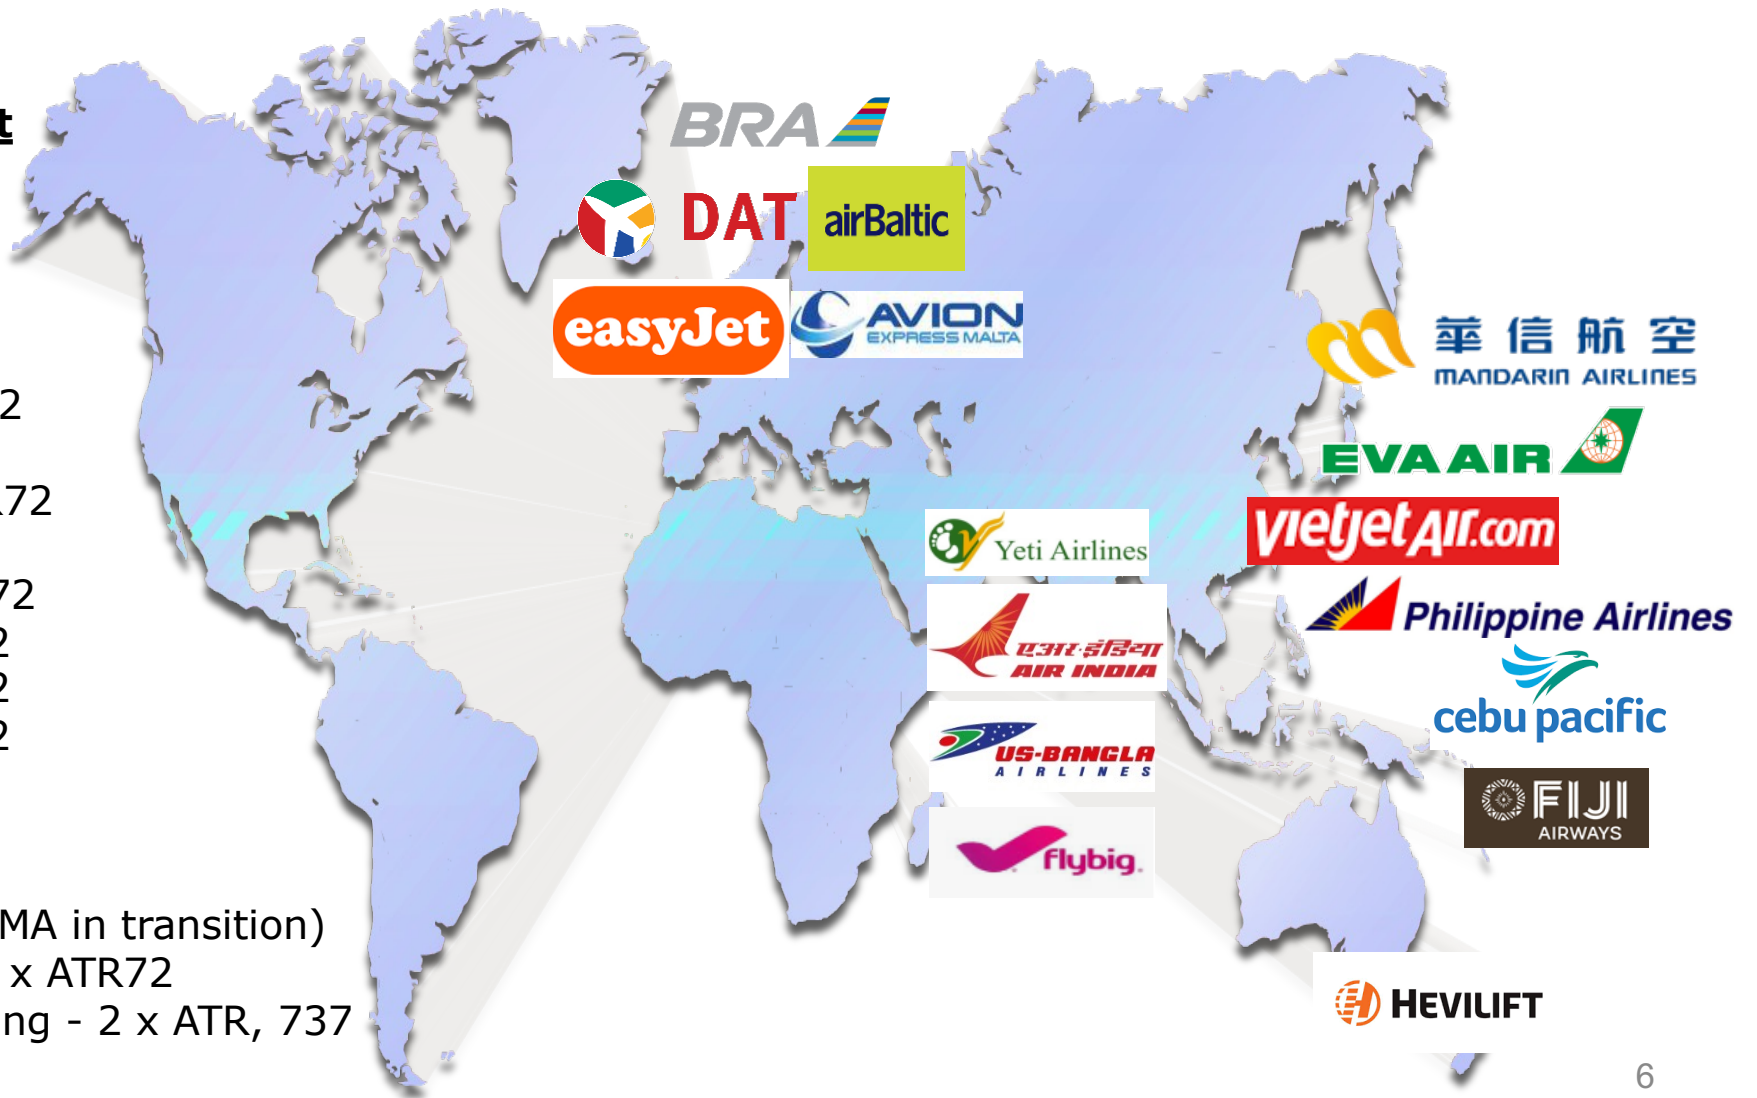 t
BRA
DAT
airBaltic
easyJet
AVION
EXPRESS MALTA
華信航空
MANDARIN AIRLINES
2
EVA AIR
72
vietjetAir.com
Yeti Airlines
72
Philippine Airlines
2
एअर इंडिया
AIR INDIA
2
cebu pacific
2
US-BANGLA
AIRLINES
FIJI
AIRWAYS
flybig.
MA in transition)
x ATR72
HEVILIFT
ng - 2 x ATR, 737
6